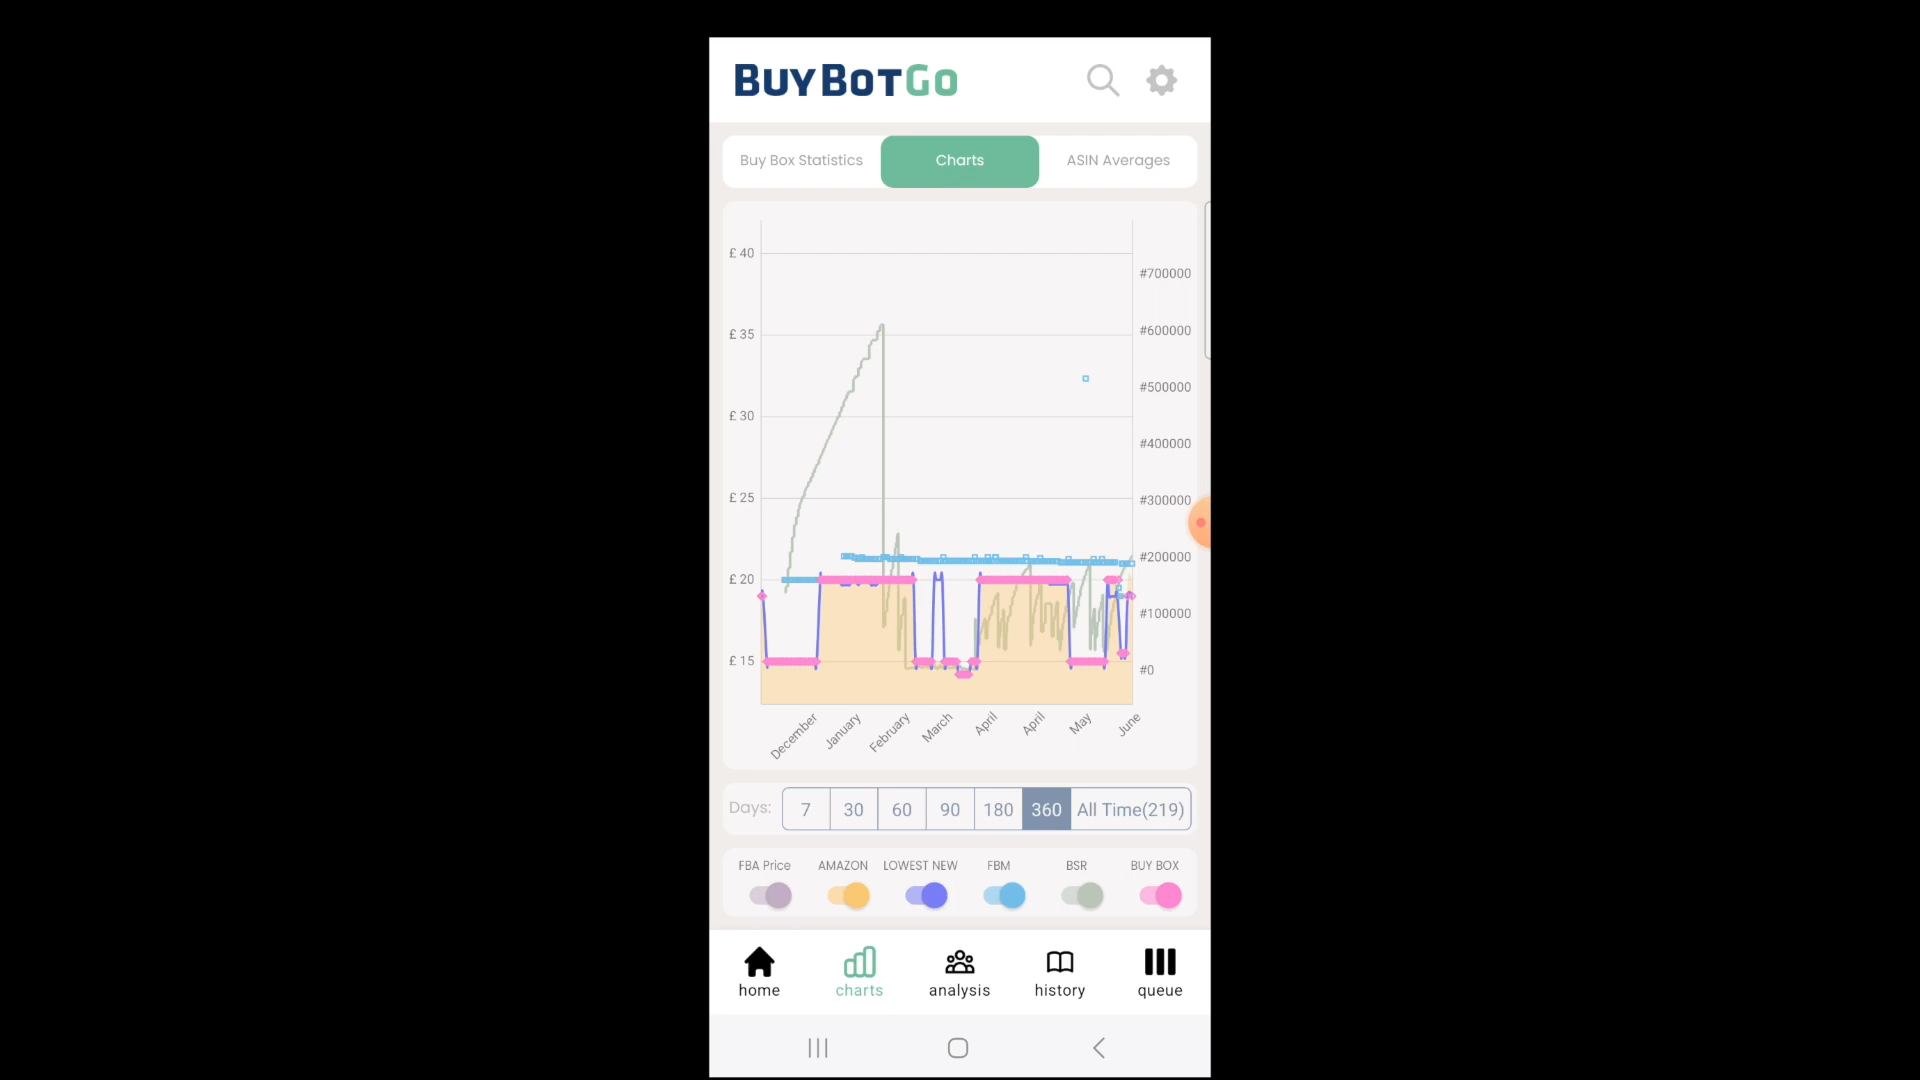 BuyBotGo
Buy Box Statistics
Charts
ASIN Averages
£ 40
£ 35
£ 30
£ 25
£ 20
£ 15
#700000
#600000
#500000
#400000
#300000
#200000
#100000
#0
December
January
February
March
April
April
May
June
Days: 7 30 60 90 180 360 All Time(219)
FBA Price AMAZON LOWEST NEW FBM BSR BUY BOX
home charts analysis history queue